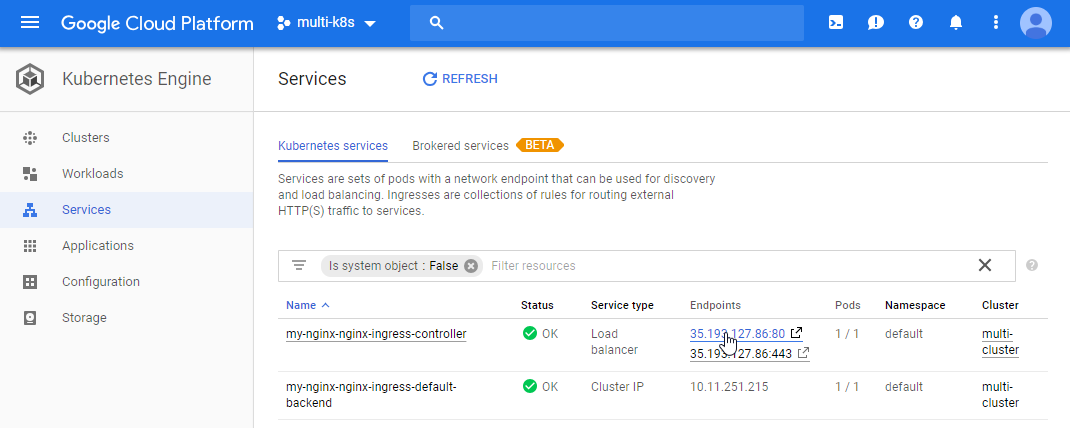 Google Cloud Platform
multi-k8s
Kubernetes Engine
Services
REFRESH
Clusters
Workloads
Services
Applications
Configuration
Storage
Kubernetes services
Brokered services
BETA
Services are sets of pods with a network endpoint that can be used for discovery
and load balancing. Ingresses are collections of rules for routing external
HTTP(S) traffic to services.
Is system object : False
Filter resources
Name Status Service type Endpoints Pods Namespace Cluster
my-nginx-nginx-ingress-controller OK Load 35.193.127.86:80 1 / 1 default multi-
balancer 35.193.127.86:443 cluster
my-nginx-nginx-ingress-default- OK Cluster IP 10.11.251.215 1 / 1 default multi-
backend cluster